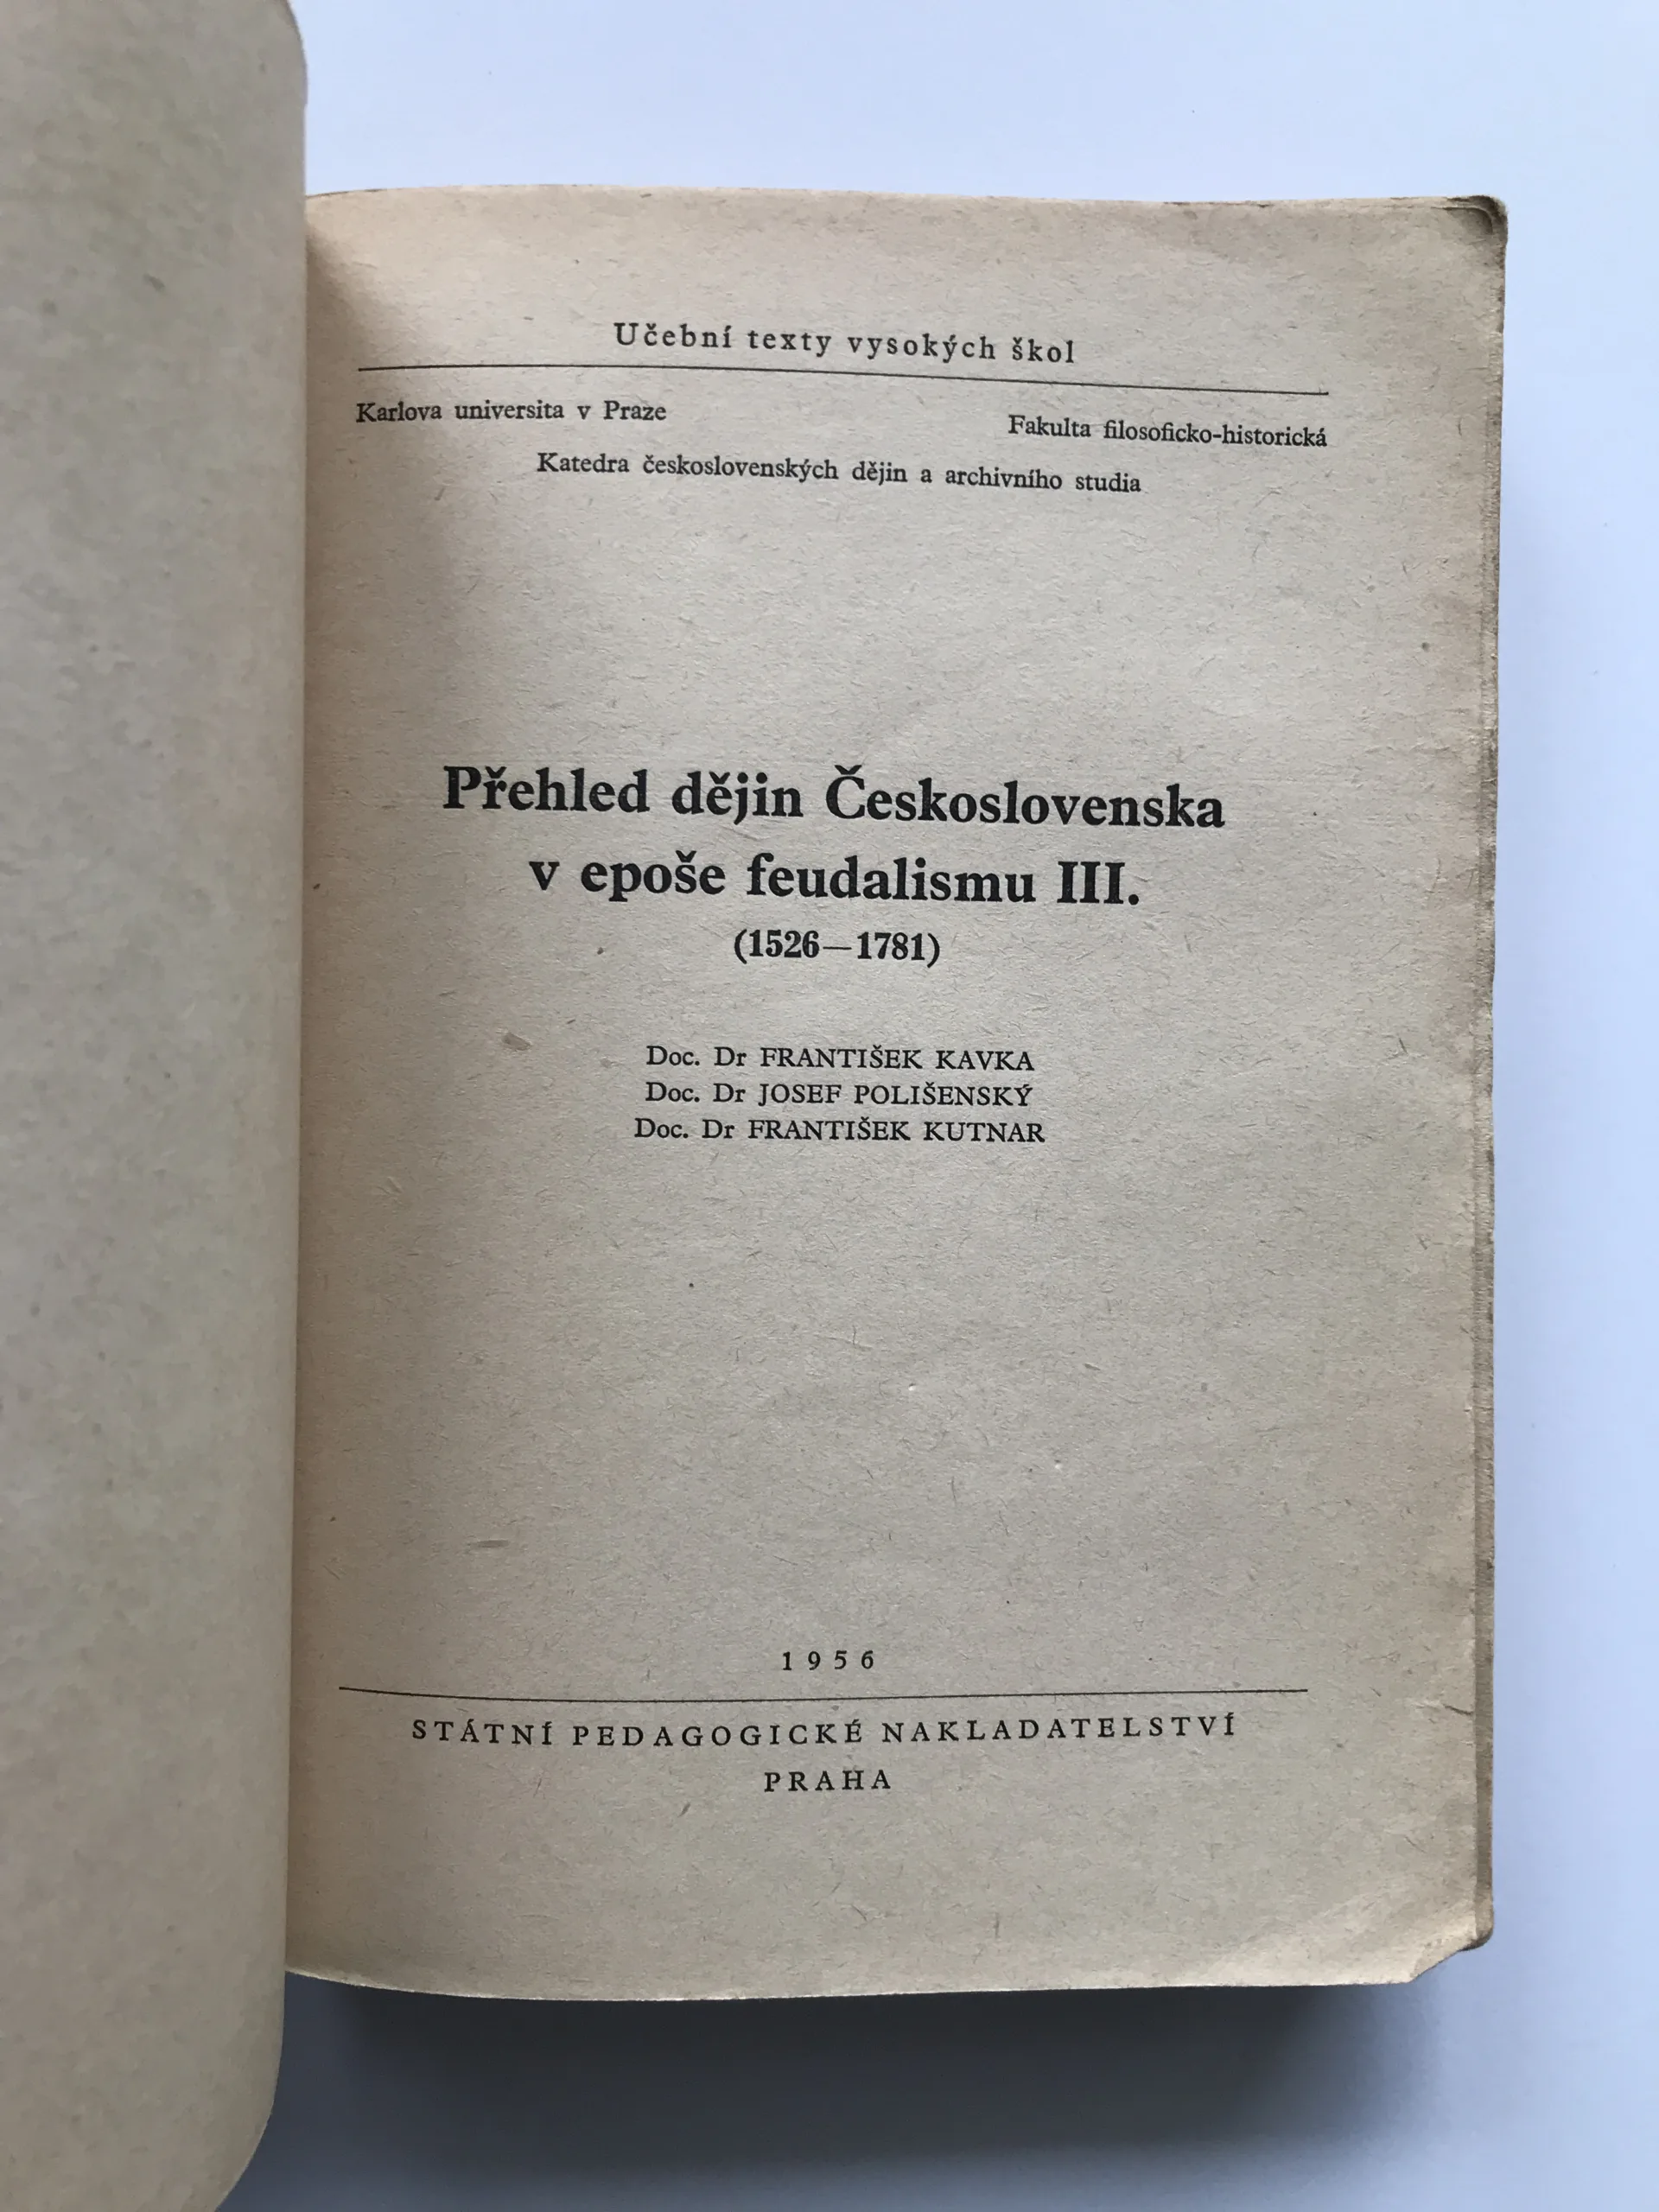 Učební texty vysokých škol
Karlova universita v Praze
Fakulta filosoficko-historická
Katedra československých dějin a archivního studia
Přehled dějin Československa
v epoše feudalismu III.
(1526—1781)
Doc. Dr FRANTIŠEK KAVKA
Doc. Dr JOSEF POLIŠENSKÝ
Doc. Dr FRANTIŠEK KUTNAR
1956
STÁTNÍ PEDAGOGICKÉ NAKLADATELSTVÍ
PRAHA